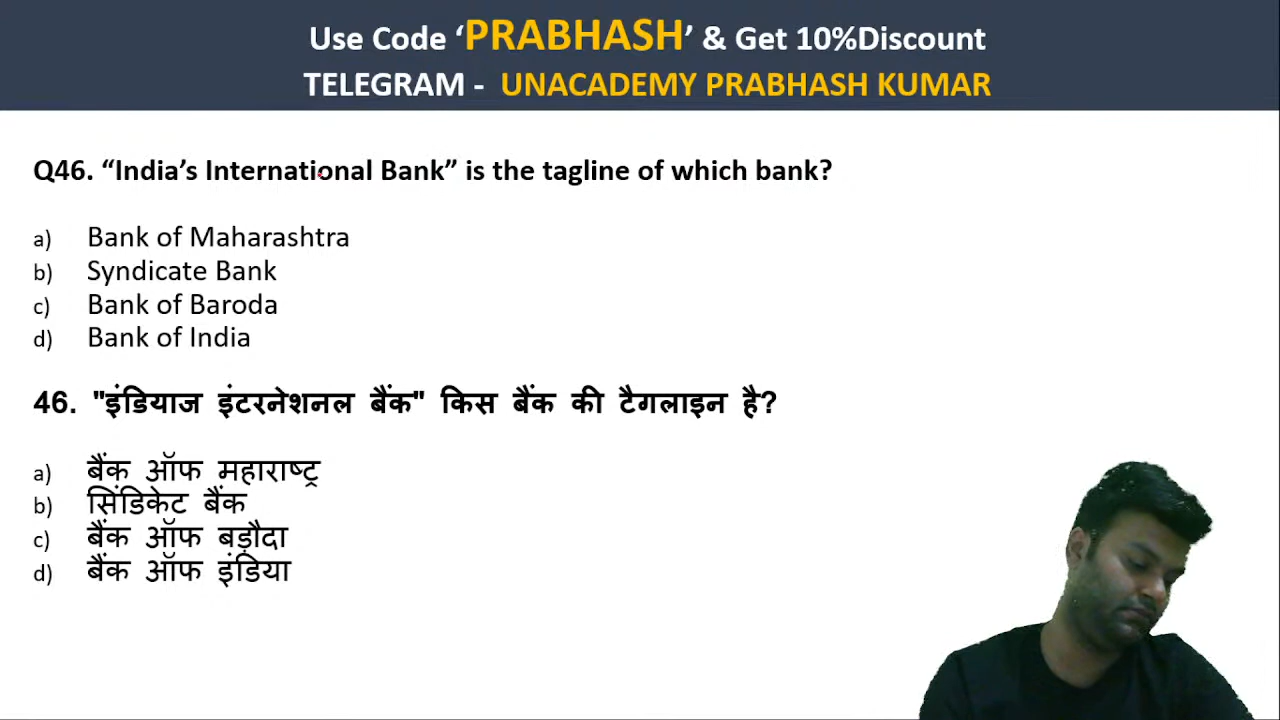 Use Code ‘PRABHASH’ & Get 10%Discount
TELEGRAM - UNACADEMY PRABHASH KUMAR
Q46. “India’s International Bank” is the tagline of which bank?
a) Bank of Maharashtra
b) Syndicate Bank
c) Bank of Baroda
d) Bank of India
46. "इंडियाज इंटरनेशनल बैंक" किस बैंक की टैगलाइन है?
a) बैंक ऑफ महाराष्ट्र
b) सिंडिकेट बैंक
c) बैंक ऑफ बड़ौदा
d) बैंक ऑफ इंडिया